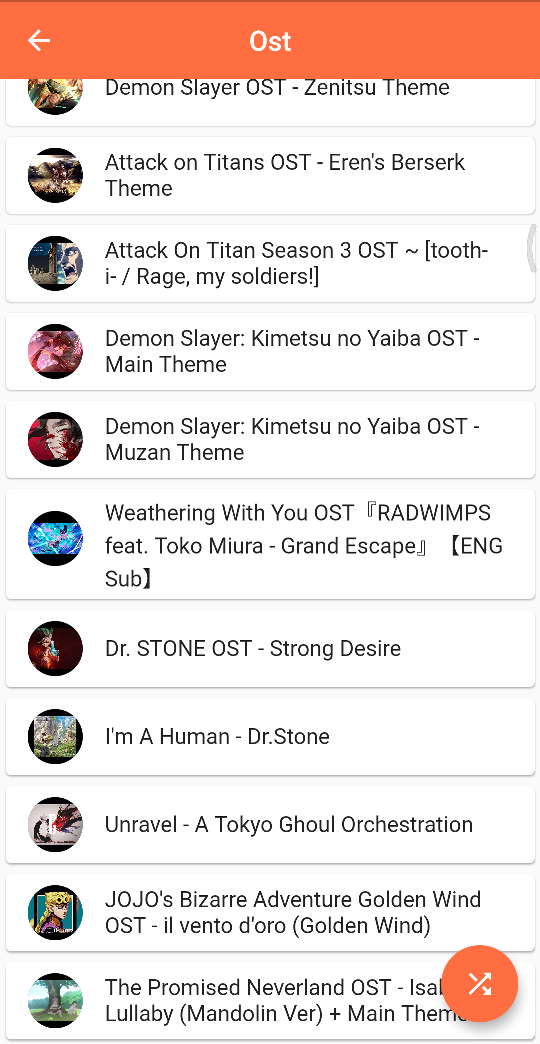 Ost
Demon Slayer OST - Zenitsu Theme
Attack on Titans OST - Eren's Berserk
Theme
Attack On Titan Season 3 OST ~ [tooth-
i- / Rage, my soldiers!]
Demon Slayer: Kimetsu no Yaiba OST -
Main Theme
Demon Slayer: Kimetsu no Yaiba OST -
Muzan Theme
Weathering With You OST『RADWIMPS
feat. Toko Miura - Grand Escape』【ENG
Sub】
Dr. STONE OST - Strong Desire
I'm A Human - Dr.Stone
Unravel - A Tokyo Ghoul Orchestration
JOJO's Bizarre Adventure Golden Wind
OST - il vento d'oro (Golden Wind)
The Promised Neverland OST -
Lullaby (Mandolin Ver) + Main Theme